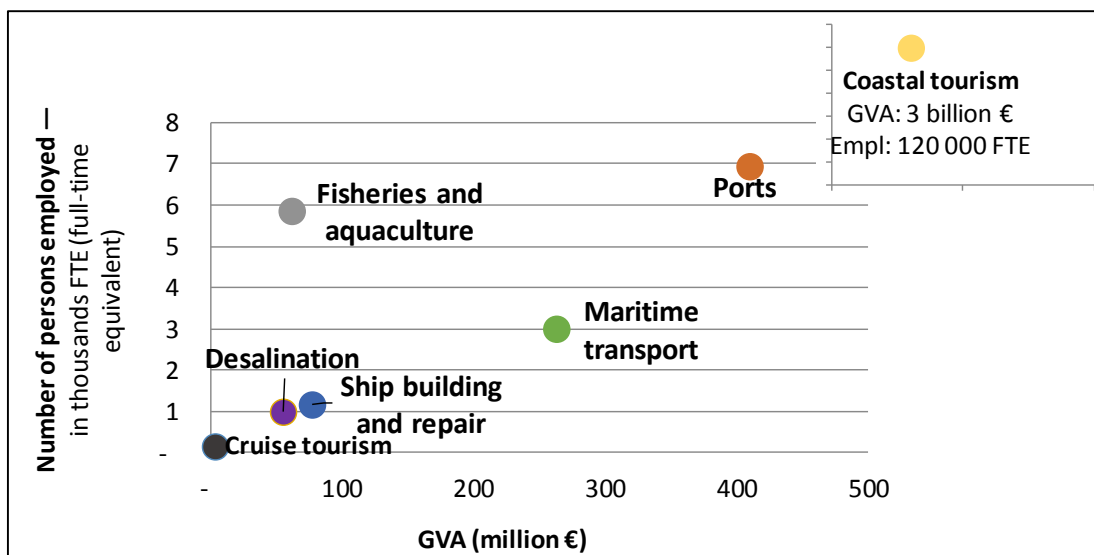 Coastal tourism
GVA: 3 billion €
Empl: 120 000 FTE
Number of persons employed —
in thousands FTE (full-time
equivalent)
8
7
6
5
4
3
2
1
-
Ports
Fisheries and
aquaculture
Maritime
transport
Desalination
Ship building
and repair
Cruise tourism
-
100
200
300
400
500
GVA (million €)